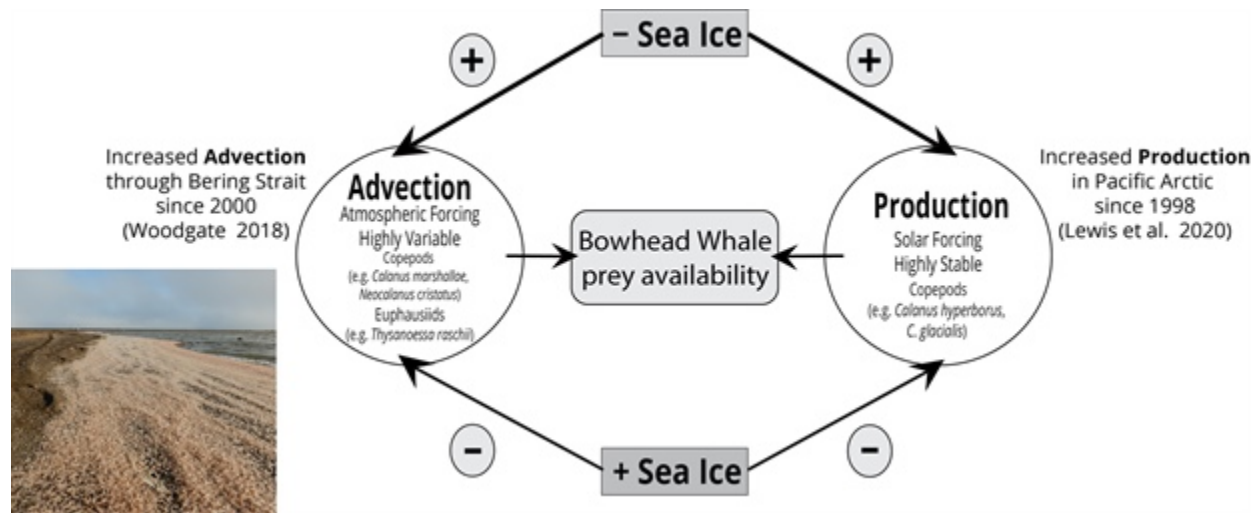 − Sea Ice
+
+
Increased Advection
through Bering Strait
since 2000
(Woodgate 2018)
Advection
Atmospheric Forcing
Highly Variable
Copepods
(e.g. Calanus marshallae,
Neocalanus cristatus)
Euphausiids
(e.g. Thysanoessa raschii)
Bowhead Whale
prey availability
Production
Solar Forcing
Highly Stable
Copepods
(e.g. Calanus hyperborus,
C. glacialis)
Increased Production
in Pacific Arctic
since 1998
(Lewis et al. 2020)
−
−
+ Sea Ice